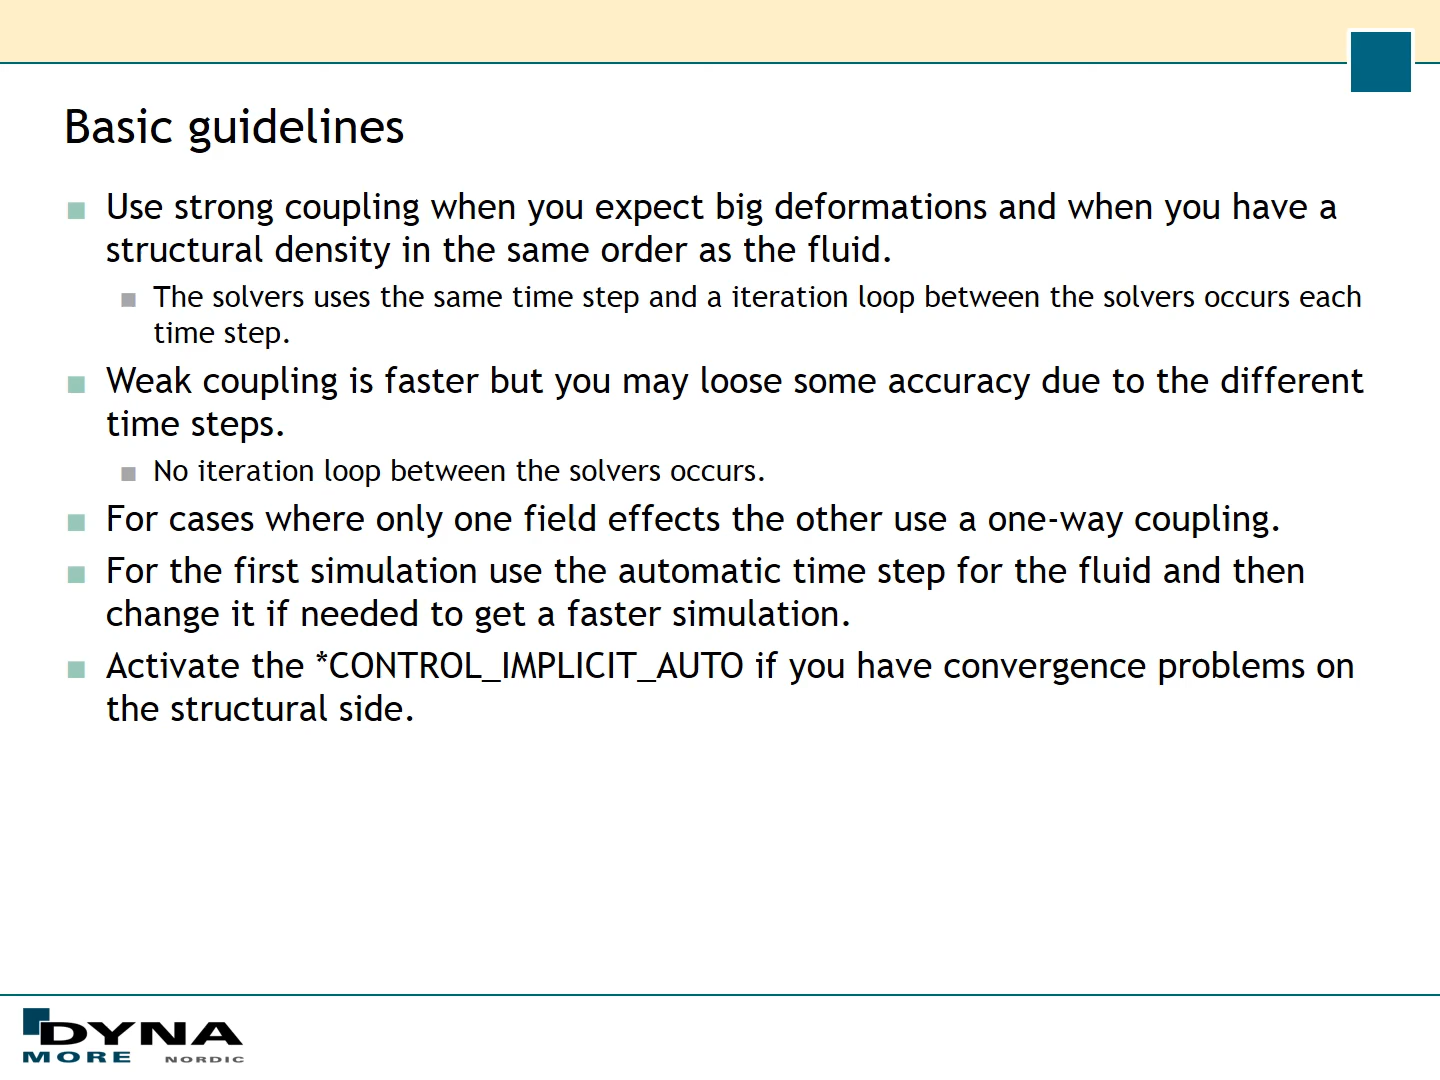 Basic guidelines
Use strong coupling when you expect big deformations and when you have a
structural density in the same order as the fluid.
The solvers uses the same time step and a iteration loop between the solvers occurs each
time step.
Weak coupling is faster but you may loose some accuracy due to the different
time steps.
No iteration loop between the solvers occurs.
For cases where only one field effects the other use a one-way coupling.
For the first simulation use the automatic time step for the fluid and then
change it if needed to get a faster simulation.
Activate the *CONTROL_IMPLICIT_AUTO if you have convergence problems on
the structural side.
DYNA
MORE NORDIC